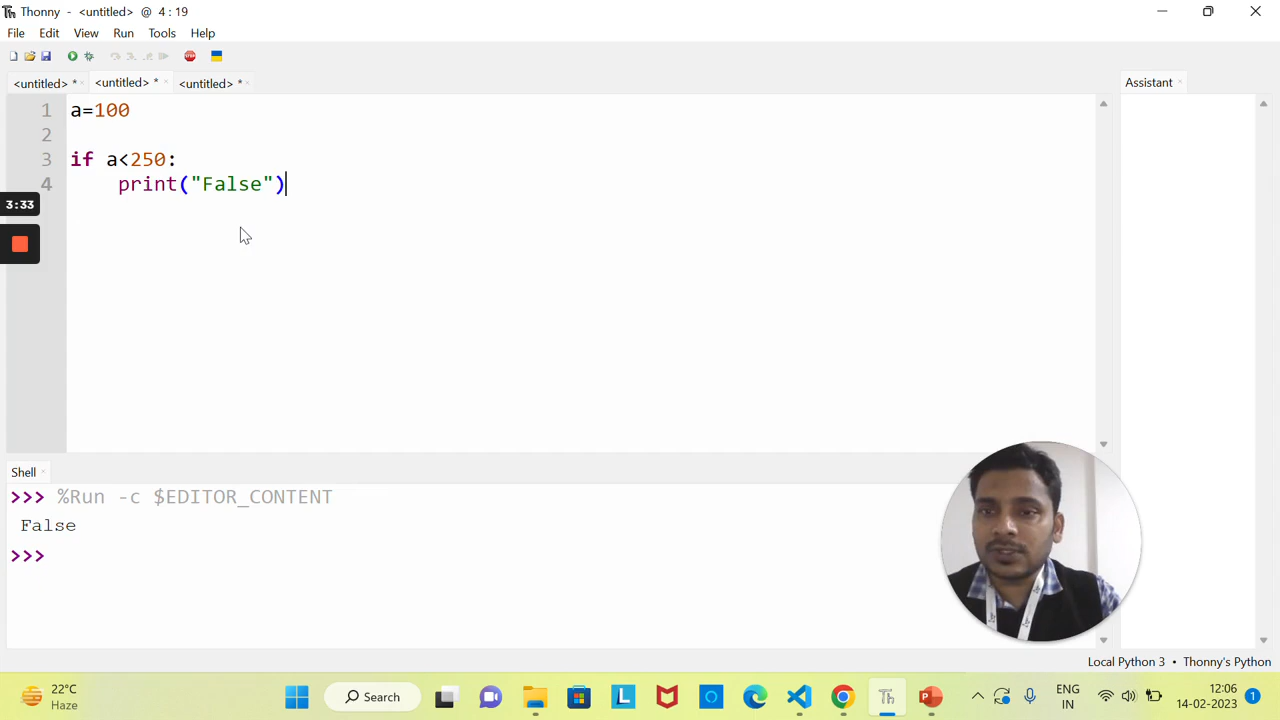 Thonny - <untitled> @ 4 : 19
File Edit View Run Tools Help
<untitled> * <untitled> * <untitled> *
Assistant
1 a=100
2
3 if a<250:
4     print("False")
3:33
Shell
>>> %Run -c $EDITOR_CONTENT
False
>>>
Local Python 3 • Thonny's Python
22°C
Haze
Search
ENG
IN
12:06
14-02-2023
1